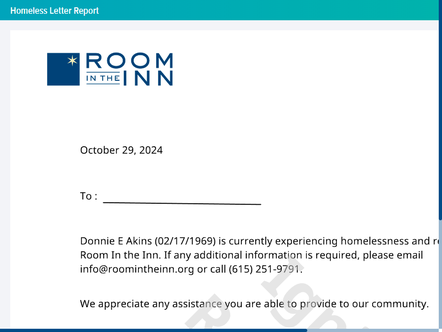 Homeless Letter Report
ROOM
IN THE INN
October 29, 2024
To :
Donnie E Akins (02/17/1969) is currently experiencing homelessness and
Room In the Inn. If any additional information is required, please email
info@roomintheinn.org or call (615) 251-9791.
We appreciate any assistance you are able to provide to our community.